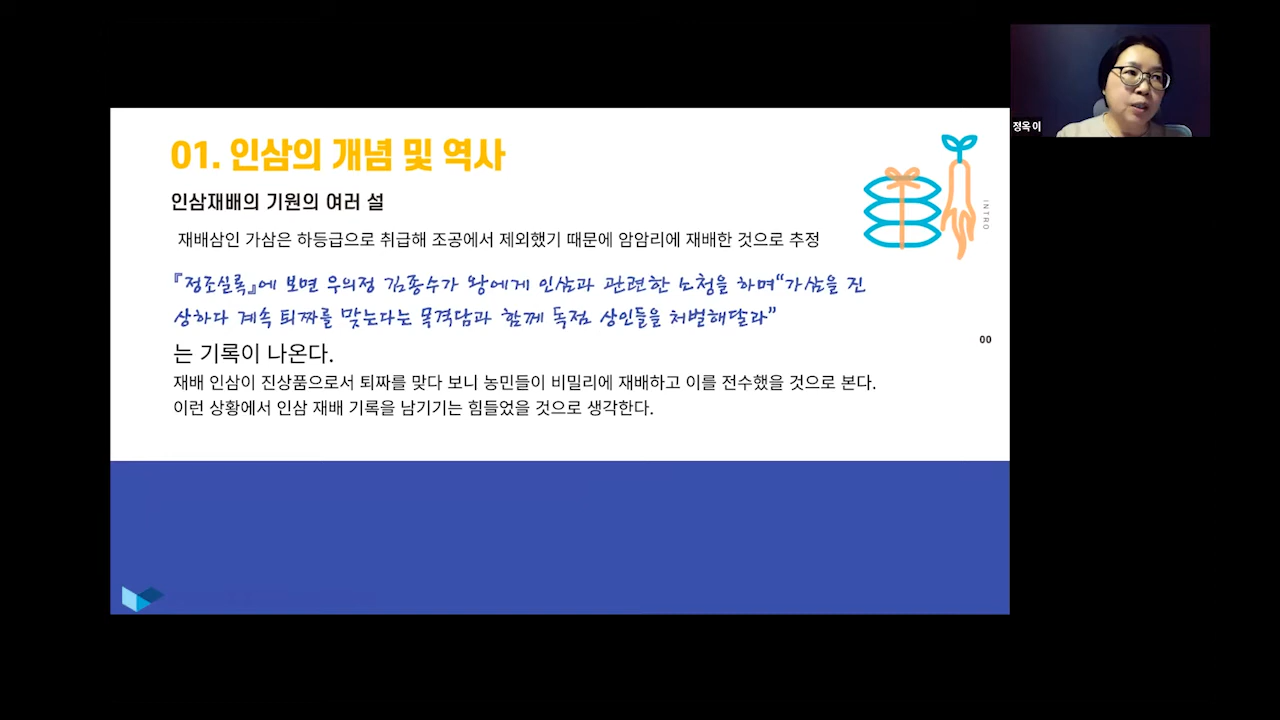 01. 인삼의 개념 및 역사
인삼재배의 기원의 여러 설
재배삼인 가삼은 하등급으로 취급해 조공에서 제외했기 때문에 암암리에 재배한 것으로 추정
『정조실록』에 보면 우의정 김종수가 왕에게 인삼과 관련한 소청을 하며“가삼을 진
상하다 계속 퇴짜를 맞는다는 목격담과 함께 독점 상인들을 처벌해달라”
는 기록이 나온다.
재배 인삼이 진상품으로서 퇴짜를 맞다 보니 농민들이 비밀리에 재배하고 이를 전수했을 것으로 본다.
이런 상황에서 인삼 재배 기록을 남기기는 힘들었을 것으로 생각한다.
INTRO
00
정옥 이